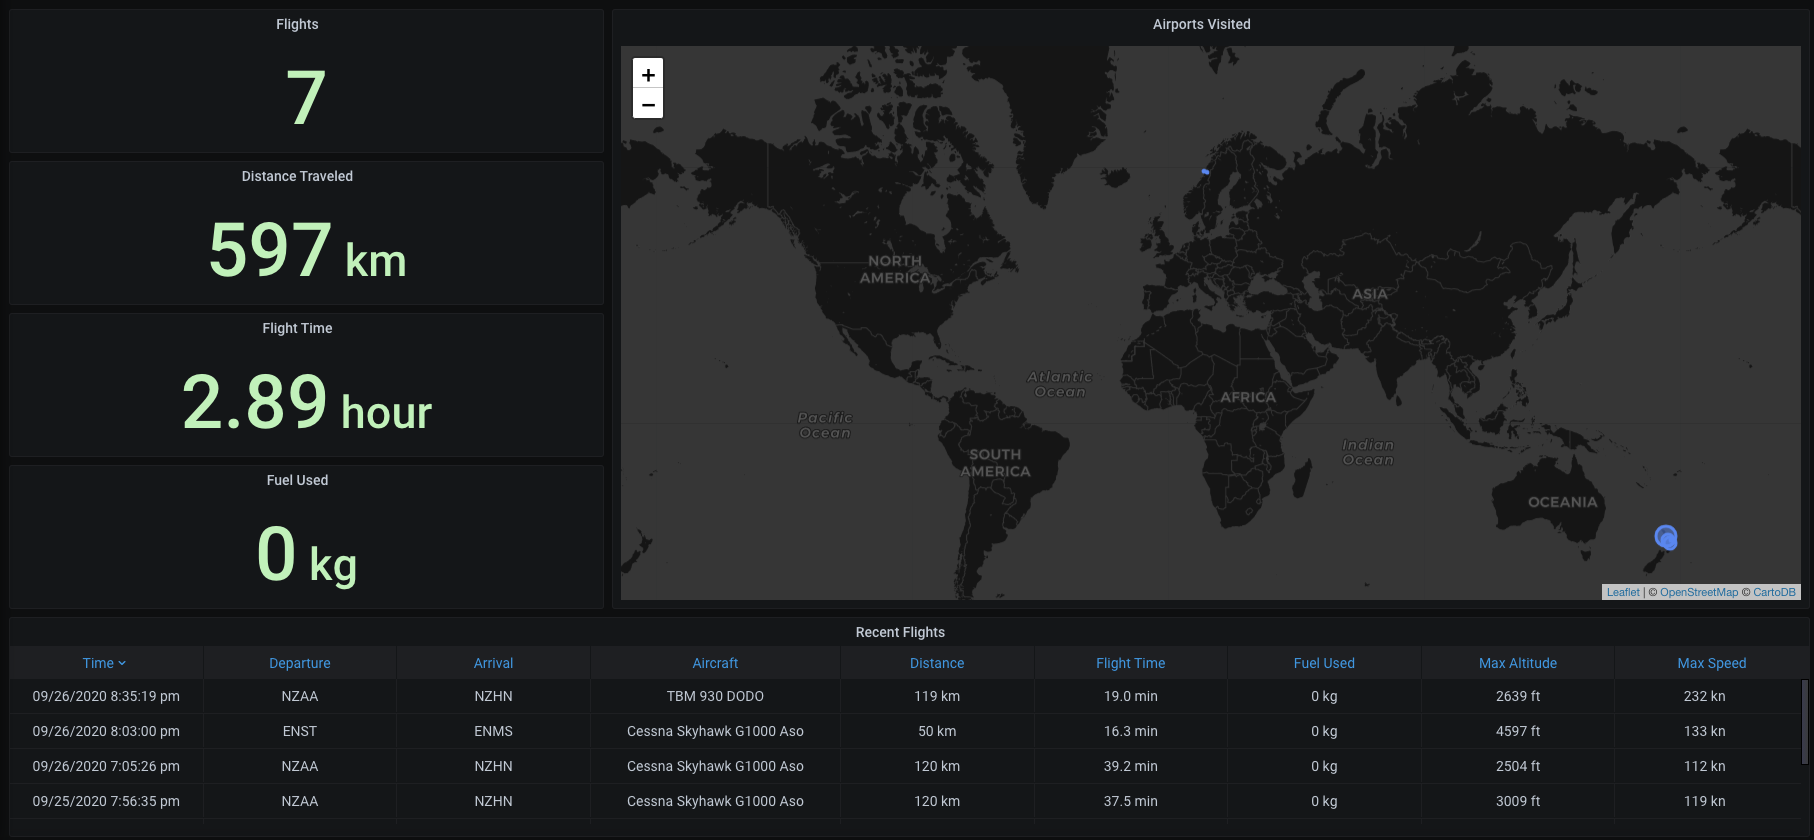 Flights
7
Distance Traveled
597 km
Flight Time
2.89 hour
Fuel Used
0 kg
Airports Visited
+
−
NORTH
AMERICA
ASIA
Atlantic
Ocean
AFRICA
Pacific
Ocean
Indian
Ocean
SOUTH
AMERICA
OCEANIA
Leaflet | © OpenStreetMap © CartoDB
Recent Flights
Time Departure Arrival Aircraft Distance Flight Time Fuel Used Max Altitude Max Speed
09/26/2020 8:35:19 pm NZAA NZHN TBM 930 DODO 119 km 19.0 min 0 kg 2639 ft 232 kn
09/26/2020 8:03:00 pm ENST ENMS Cessna Skyhawk G1000 Aso 50 km 16.3 min 0 kg 4597 ft 133 kn
09/26/2020 7:05:26 pm NZAA NZHN Cessna Skyhawk G1000 Aso 120 km 39.2 min 0 kg 2504 ft 112 kn
09/25/2020 7:56:35 pm NZAA NZHN Cessna Skyhawk G1000 Aso 120 km 37.5 min 0 kg 3009 ft 119 kn